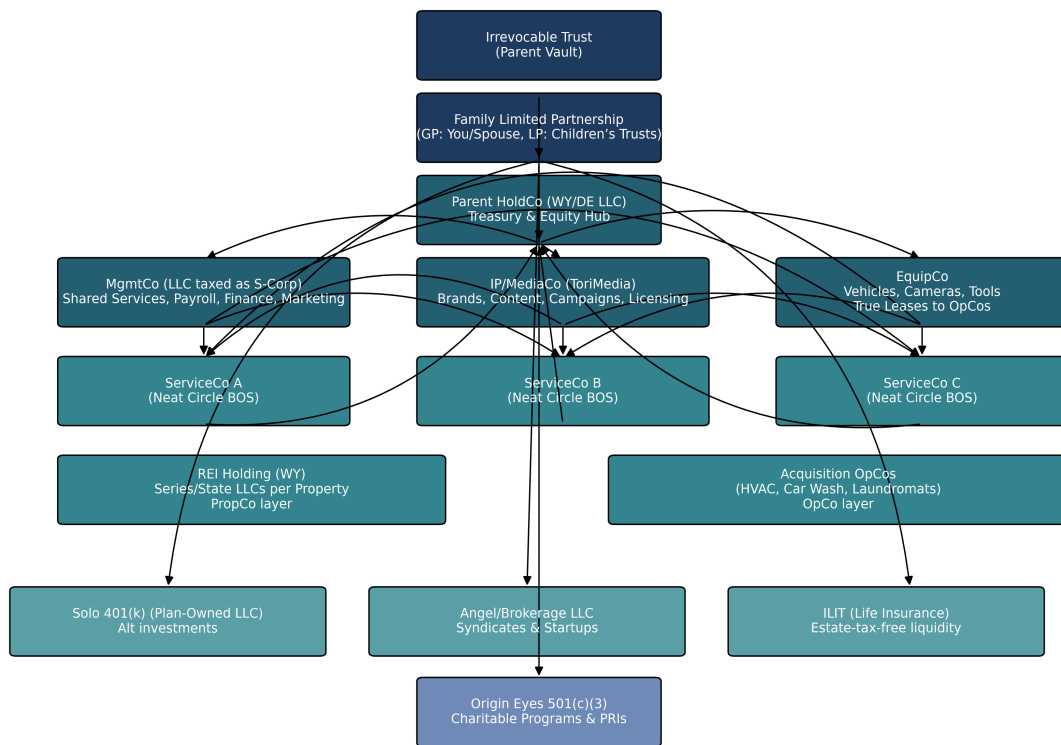 Irrevocable Trust
(Parent Vault)
Family Limited Partnership
(GP: You/Spouse, LP: Children’s Trusts)
Parent HoldCo (WY/DE LLC)
Treasury & Equity Hub
MgmtCo (LLC taxed as S-Corp)
Shared Services, Payroll, Finance, Marketing
IP/MediaCo (ToriMedia)
Brands, Content, Campaigns, Licensing
EquipCo
Vehicles, Cameras, Tools
True Leases to OpCos
ServiceCo A
(Neat Circle BOS)
ServiceCo B
(Neat Circle BOS)
ServiceCo C
(Neat Circle BOS)
REI Holding (WY)
Series/State LLCs per Property
PropCo layer
Acquisition OpCos
(HVAC, Car Wash, Laundromats)
OpCo layer
Solo 401(k) (Plan-Owned LLC)
Alt investments
Angel/Brokerage LLC
Syndicates & Startups
ILIT (Life Insurance)
Estate-tax-free liquidity
Origin Eyes 501(c)(3)
Charitable Programs & PRIs